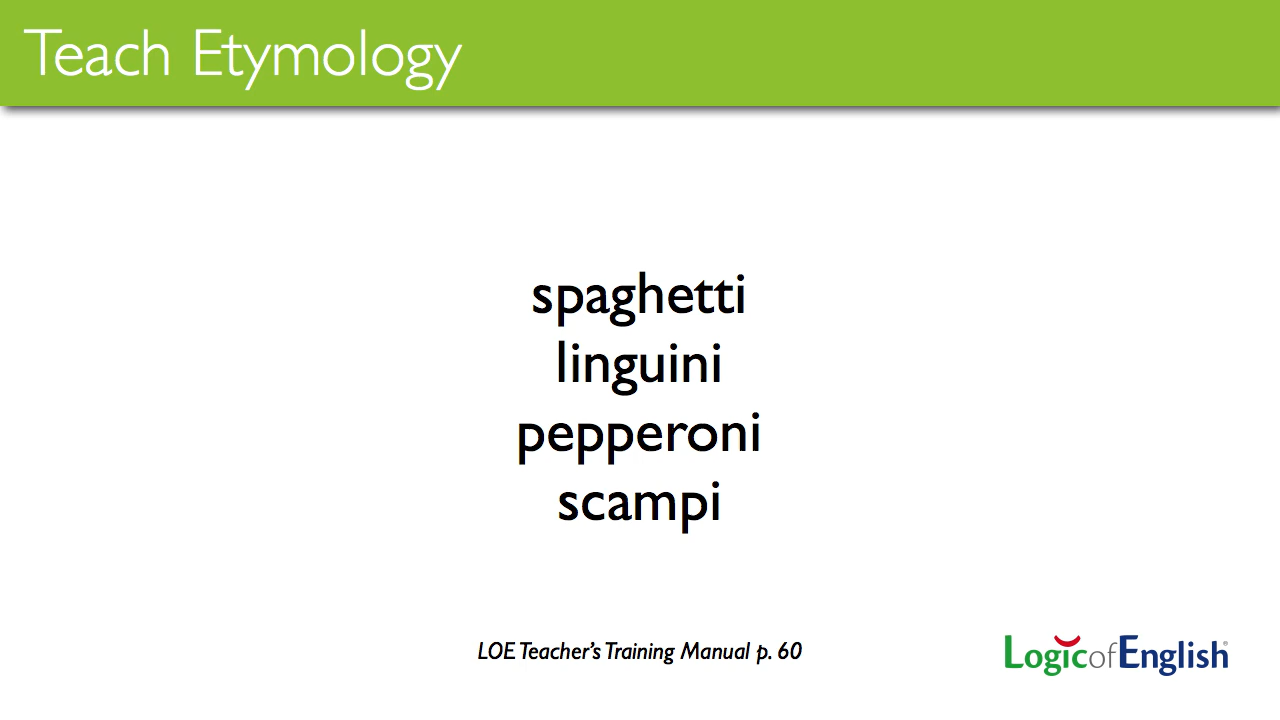 Teach Etymology
spaghetti
linguini
pepperoni
scampi
LOE Teacher's Training Manual p. 60
LogicofEnglish®